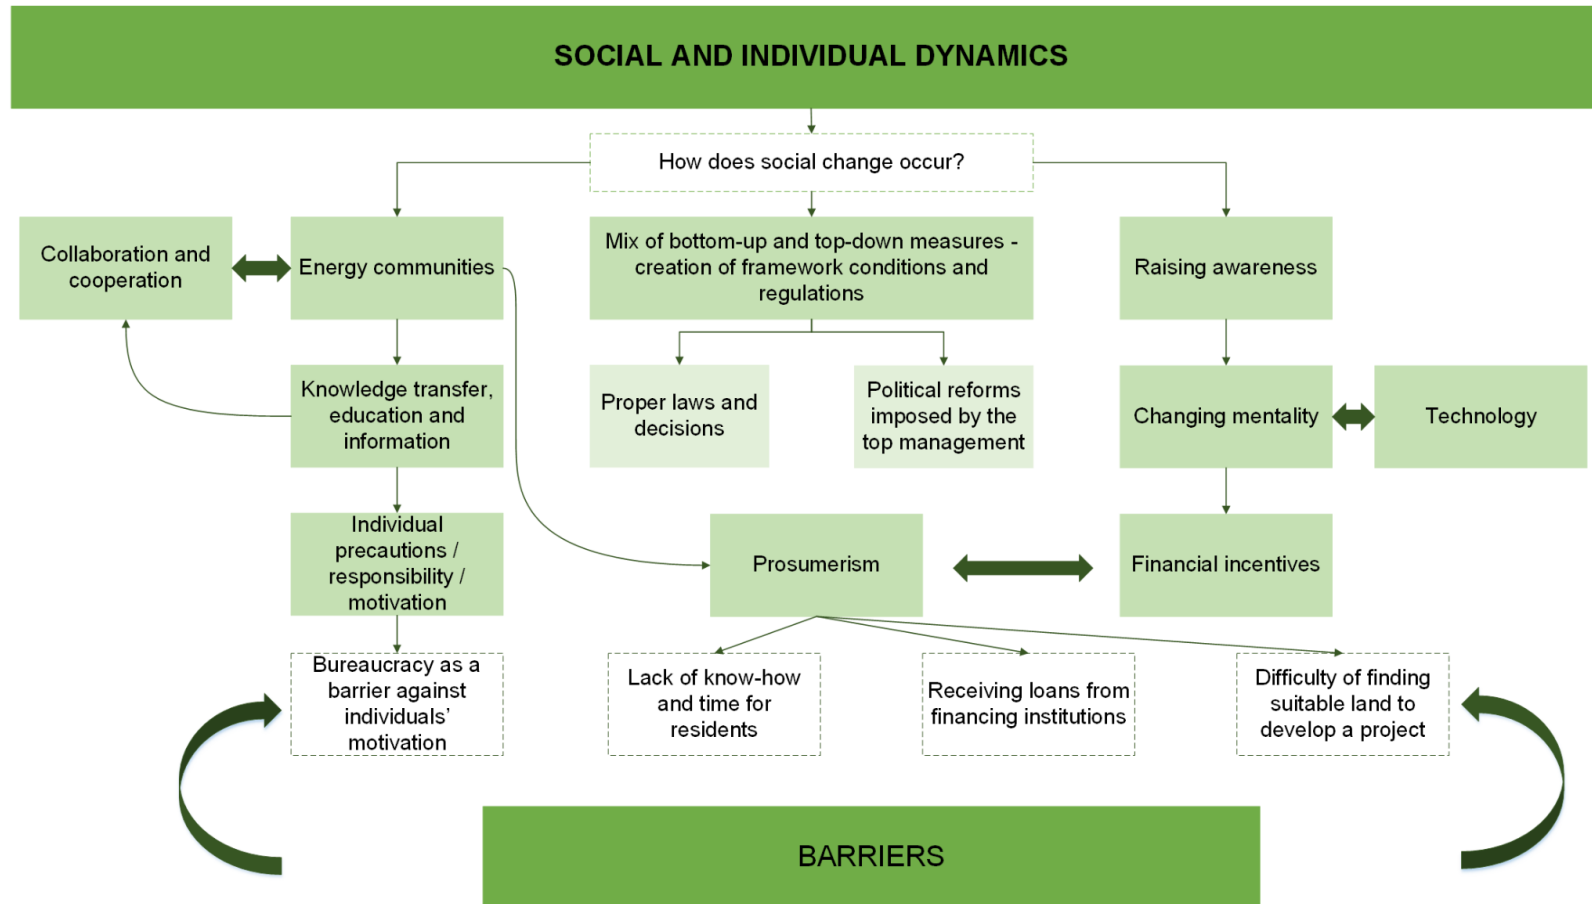 SOCIAL AND INDIVIDUAL DYNAMICS
How does social change occur?
Collaboration and
cooperation
Energy communities
Mix of bottom-up and top-down measures -
creation of framework conditions and
regulations
Raising awareness
Knowledge transfer,
education and
information
Proper laws and
decisions
Political reforms
imposed by the
top management
Changing mentality
Technology
Individual
precautions /
responsibility /
motivation
Prosumerism
Financial incentives
Bureaucracy as a
barrier against
individuals’
motivation
Lack of know-how
and time for
residents
Receiving loans from
financing institutions
Difficulty of finding
suitable land to
develop a project
BARRIERS